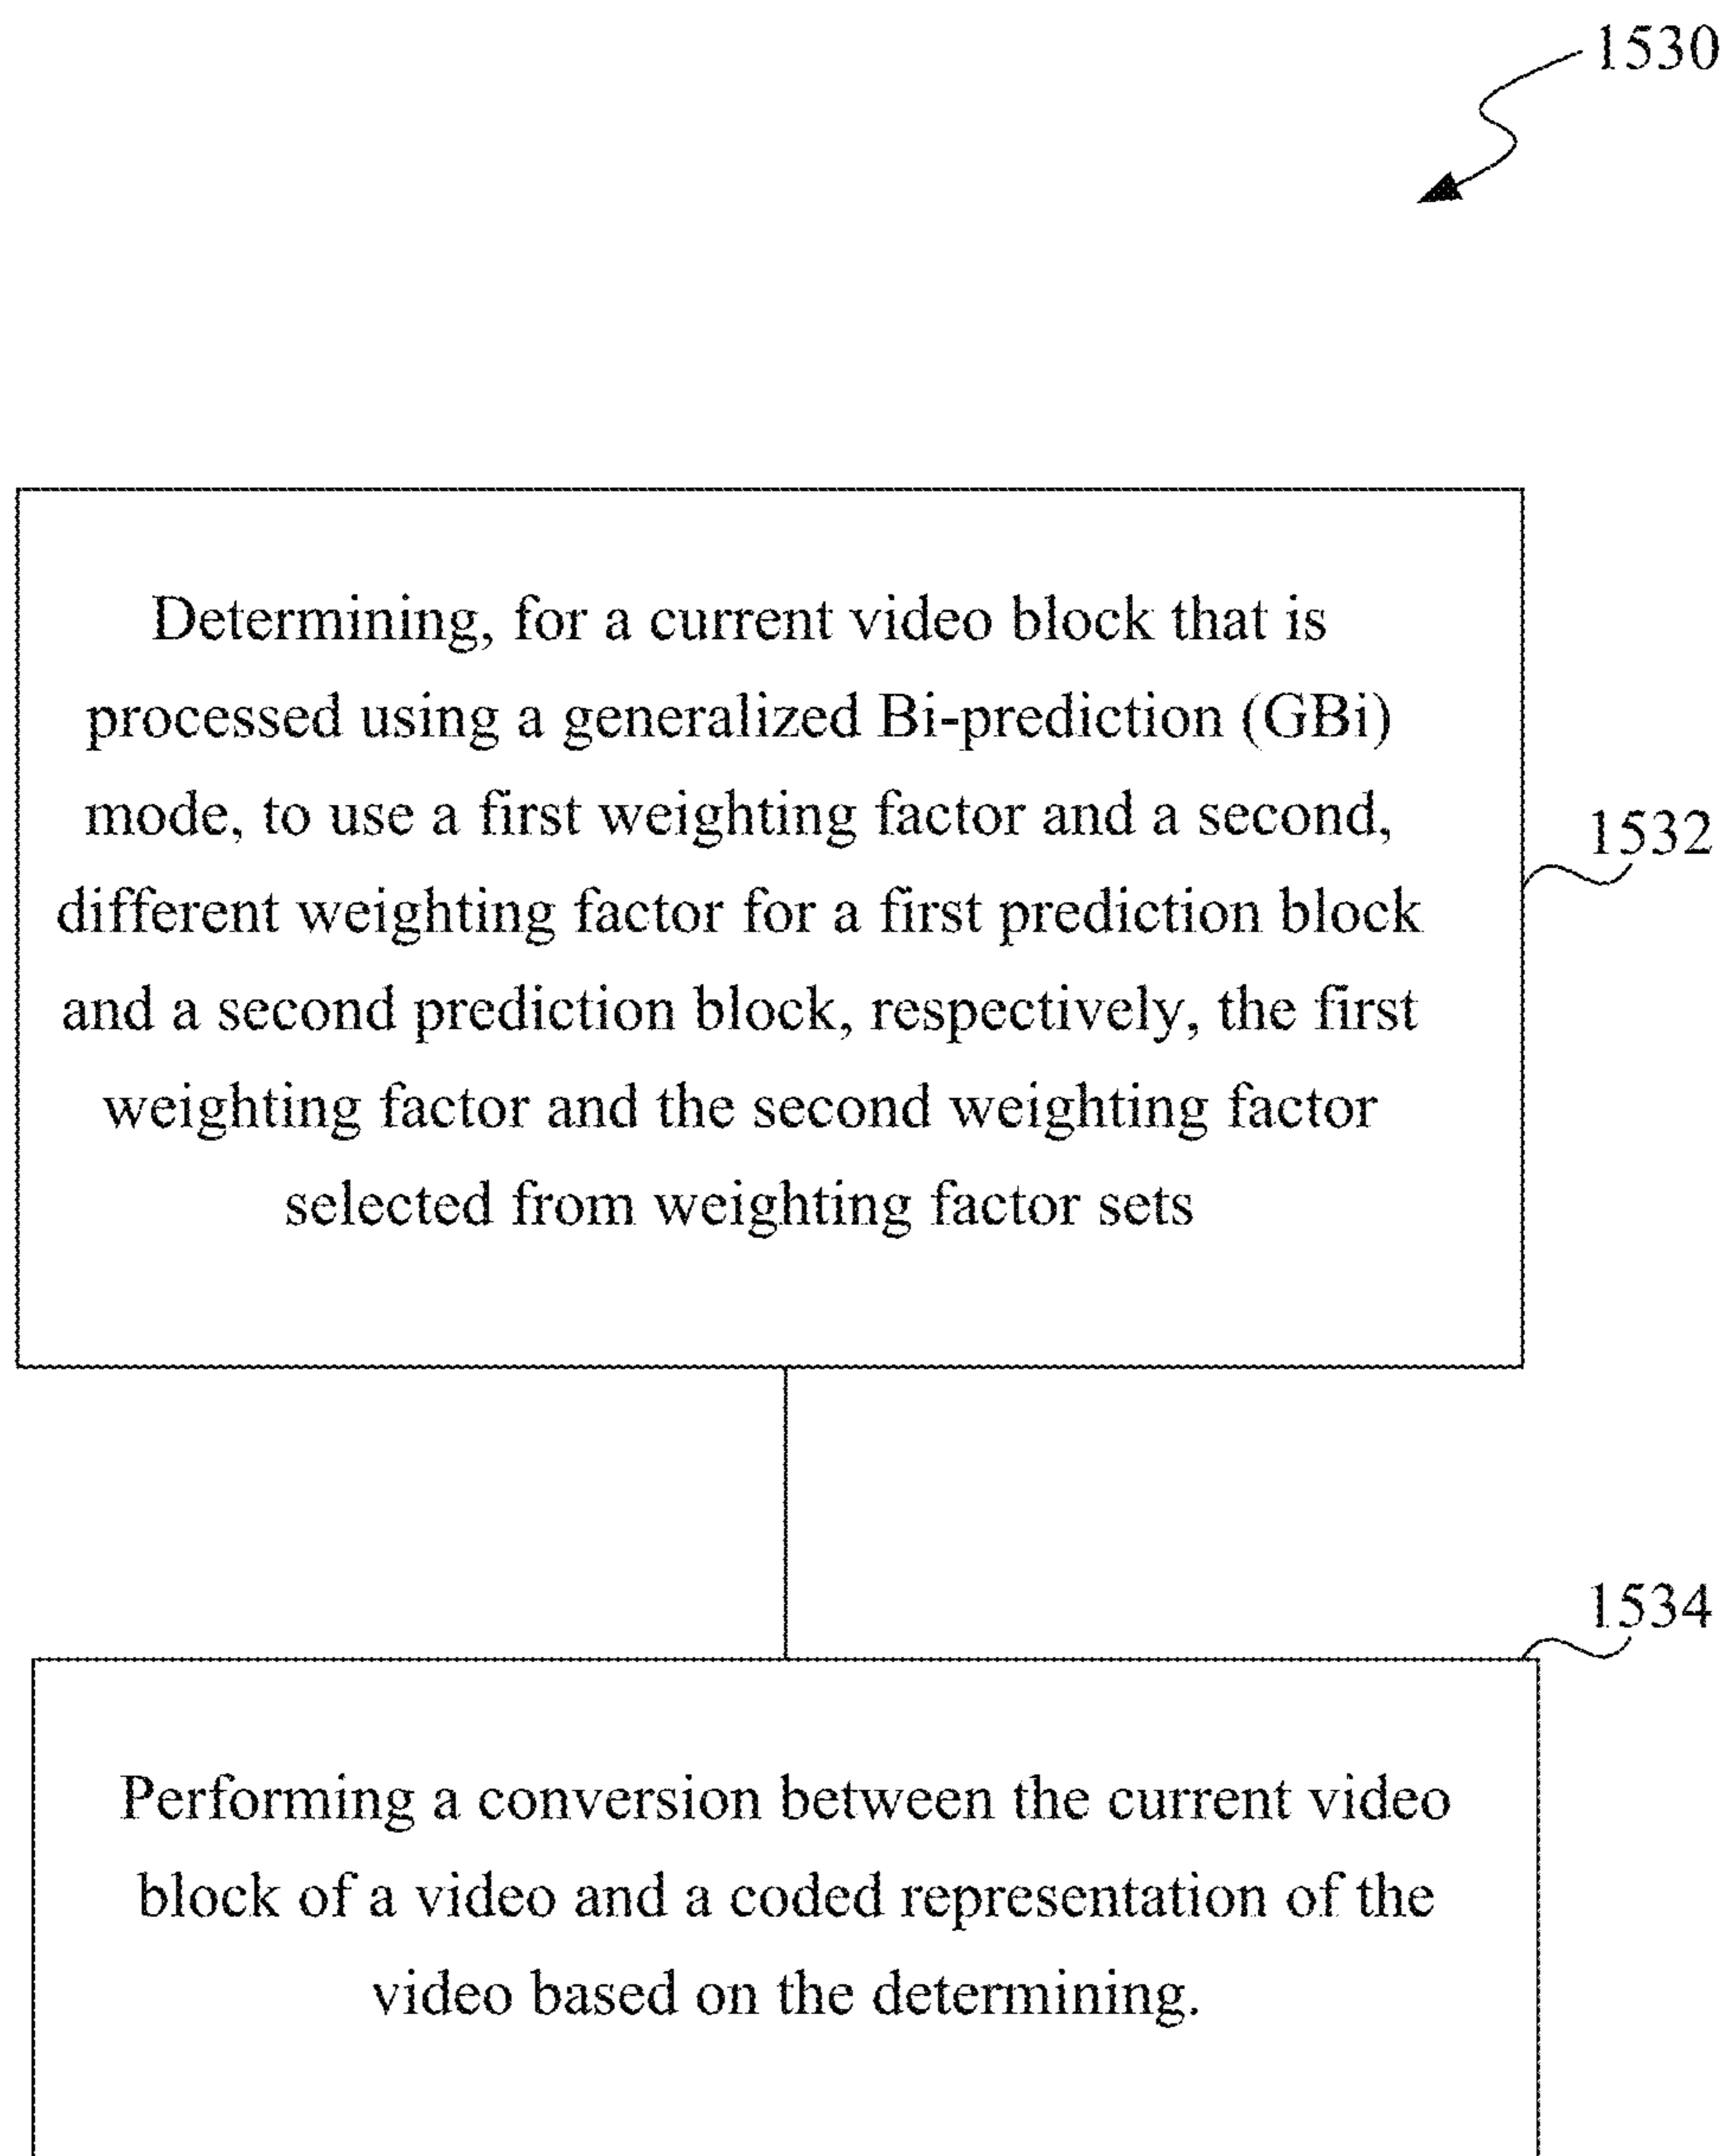 1530
Determining, for a current video block that is
processed using a generalized Bi-prediction (GBi)
mode, to use a first weighting factor and a second,
different weighting factor for a first prediction block
and a second prediction block, respectively, the first
weighting factor and the second weighting factor
selected from weighting factor sets
1532
1534
Performing a conversion between the current video
block of a video and a coded representation of the
video based on the determining.